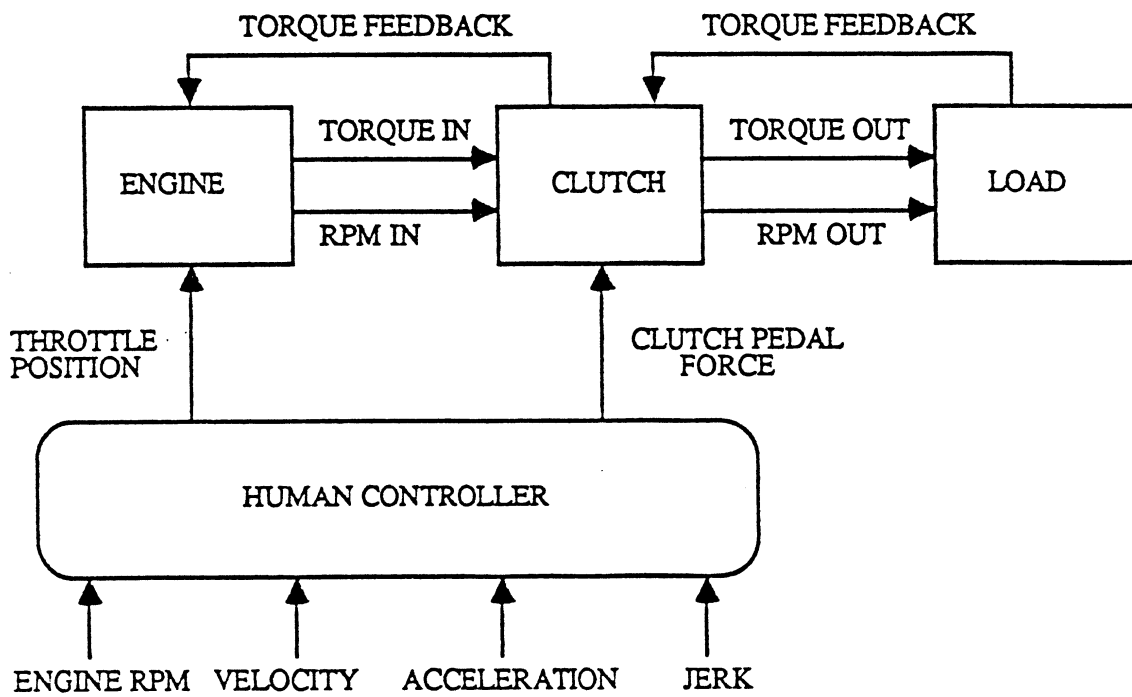 TORQUE FEEDBACK
TORQUE FEEDBACK
TORQUE IN
TORQUE OUT
ENGINE
CLUTCH
LOAD
RPM IN
RPM OUT
THROTTLE
POSITION
CLUTCH PEDAL
FORCE
HUMAN CONTROLLER
ENGINE RPM
VELOCITY
ACCELERATION
JERK